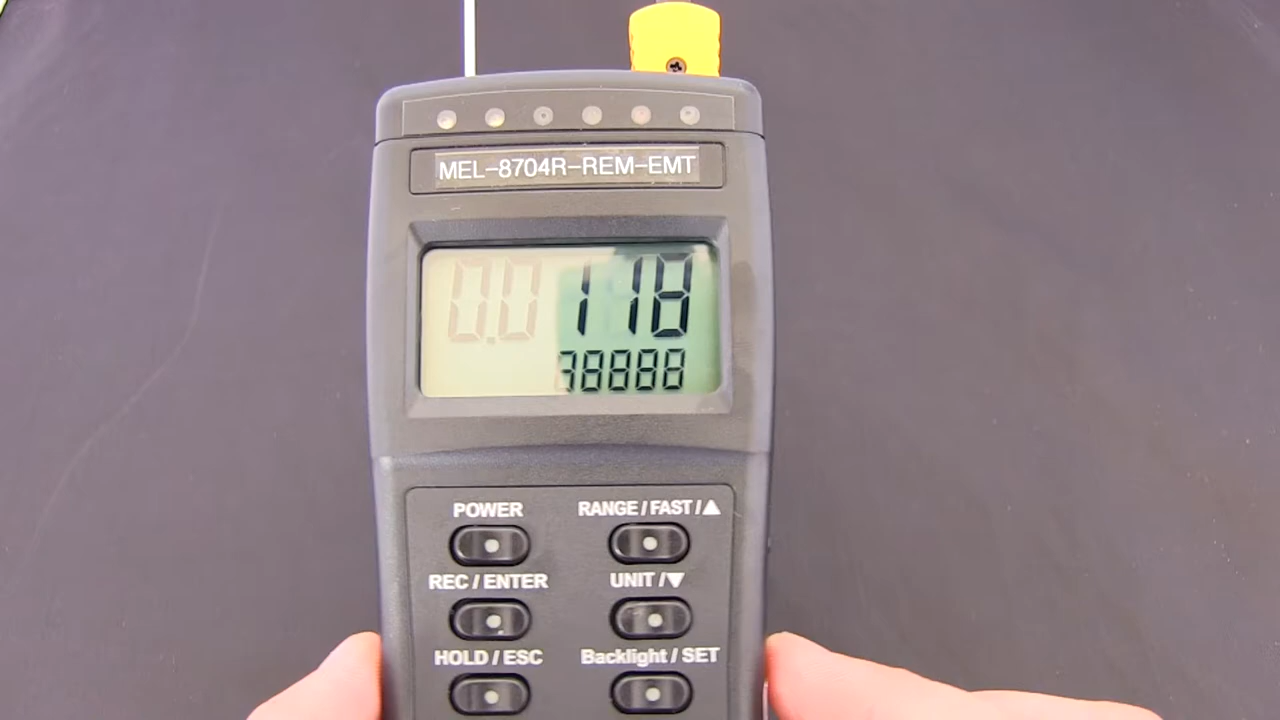 MEL-8704R-REM-EMT
0.0 118
38888
POWER
RANGE / FAST / ▲
REC / ENTER
UNIT / ▼
HOLD / ESC
Backlight / SET